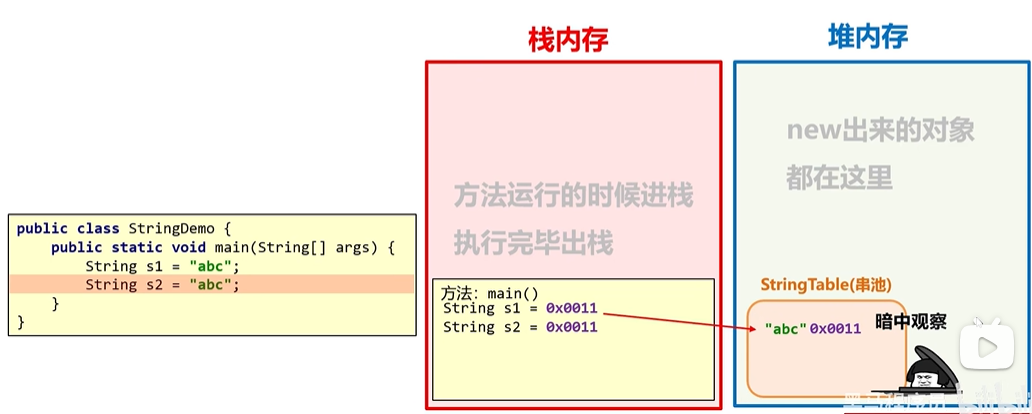 栈内存
堆内存
new出来的对象
都在这里
方法运行的时候进栈
执行完毕出栈
public class StringDemo {
public static void main(String[] args) {
String s1 = "abc";
String s2 = "abc";
}
}
方法：main()
String s1 = 0x0011
String s2 = 0x0011
StringTable(串池)
"abc" 0x0011
暗中观察